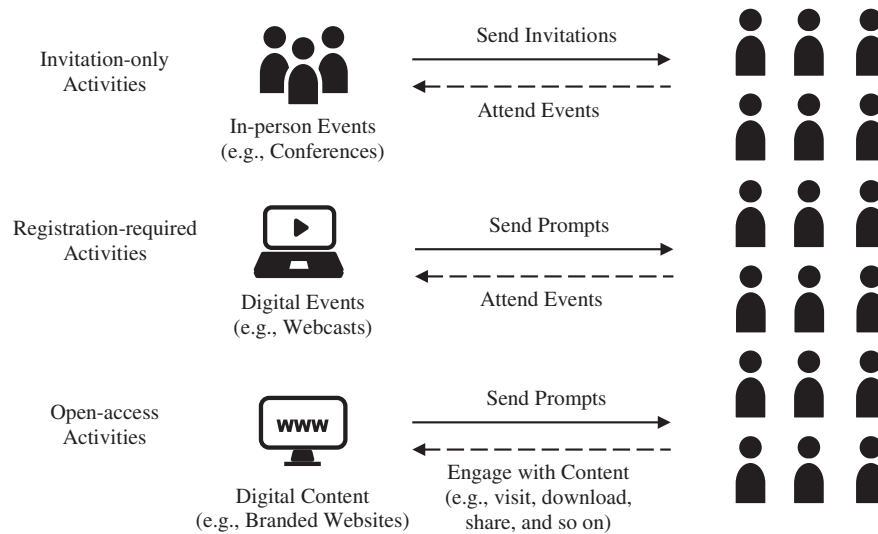 Invitation-only
Activities
In-person Events
(e.g., Conferences)
Send Invitations
Attend Events
Registration-required
Activities
Digital Events
(e.g., Webcasts)
Send Prompts
Attend Events
Open-access
Activities
www
Digital Content
(e.g., Branded Websites)
Send Prompts
Engage with Content
(e.g., visit, download,
share, and so on)